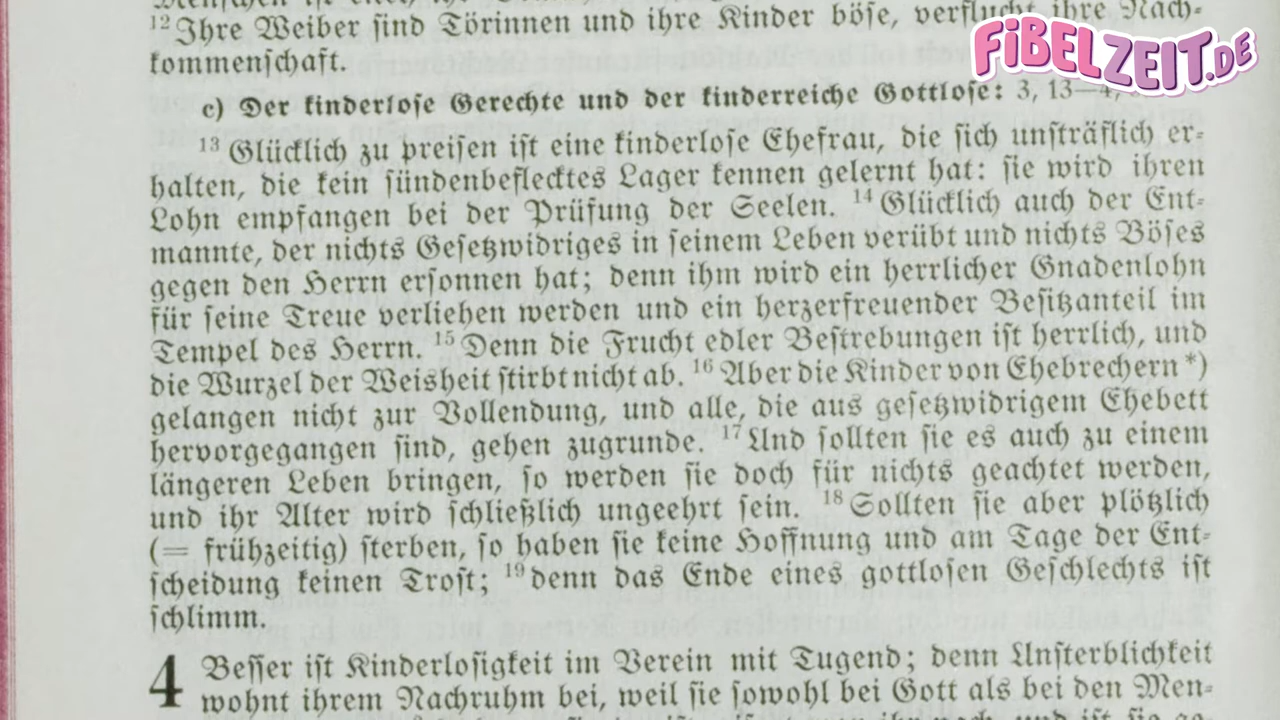 12 Ihre Weiber sind Törinnen und ihre Kinder böse, verflucht ihre Nach-
kommenschaft.
FIBELZEIT.DE
c) Der kinderlose Gerechte und der kinderreiche Gottlose: 3, 13—4,
13 Glücklich zu preisen ist eine kinderlose Ehefrau, die sich unsträflich er-
halten, die kein sündenbeflecktes Lager kennen gelernt hat: sie wird ihren
Lohn empfangen bei der Prüfung der Seelen. 14 Glücklich auch der Ent-
mannte, der nichts Gesetzwidriges in seinem Leben verübt und nichts Böses
gegen den Herrn ersonnen hat; denn ihm wird ein herrlicher Gnadenlohn
für seine Treue verliehen werden und ein herzerfreuender Besitzanteil im
Tempel des Herrn. 15 Denn die Frucht edler Bestrebungen ist herrlich, und
die Wurzel der Weisheit stirbt nicht ab. 16 Aber die Kinder von Ehebrechern *)
gelangen nicht zur Vollendung, und alle, die aus gesetzwidrigem Ehebett
hervorgegangen sind, gehen zugrunde. 17 Und sollten sie es auch zu einem
längeren Leben bringen, so werden sie doch für nichts geachtet werden,
und ihr Alter wird schließlich ungeehrt sein. 18 Sollten sie aber plötzlich
(= frühzeitig) sterben, so haben sie keine Hoffnung und am Tage der Ent-
scheidung keinen Trost; 19 denn das Ende eines gottlosen Geschlechts ist
schlimm.
4 Besser ist Kinderlosigkeit im Verein mit Tugend; denn Unsterblichkeit
wohnt ihrem Nachruhm bei, weil sie sowohl bei Gott als bei den Men-